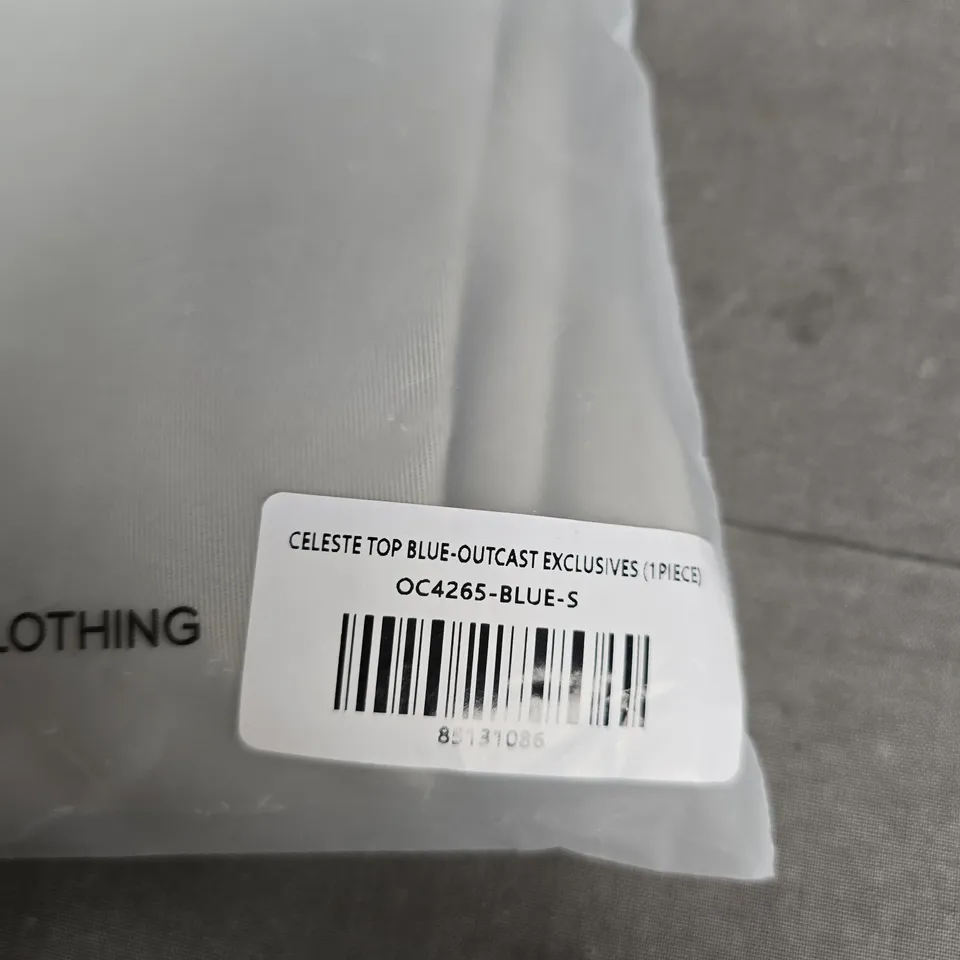 CELESTE TOP BLUE-OUTCAST EXCLUSIVES (1PIECE)
OC4265-BLUE-S
LOTHING
85131086